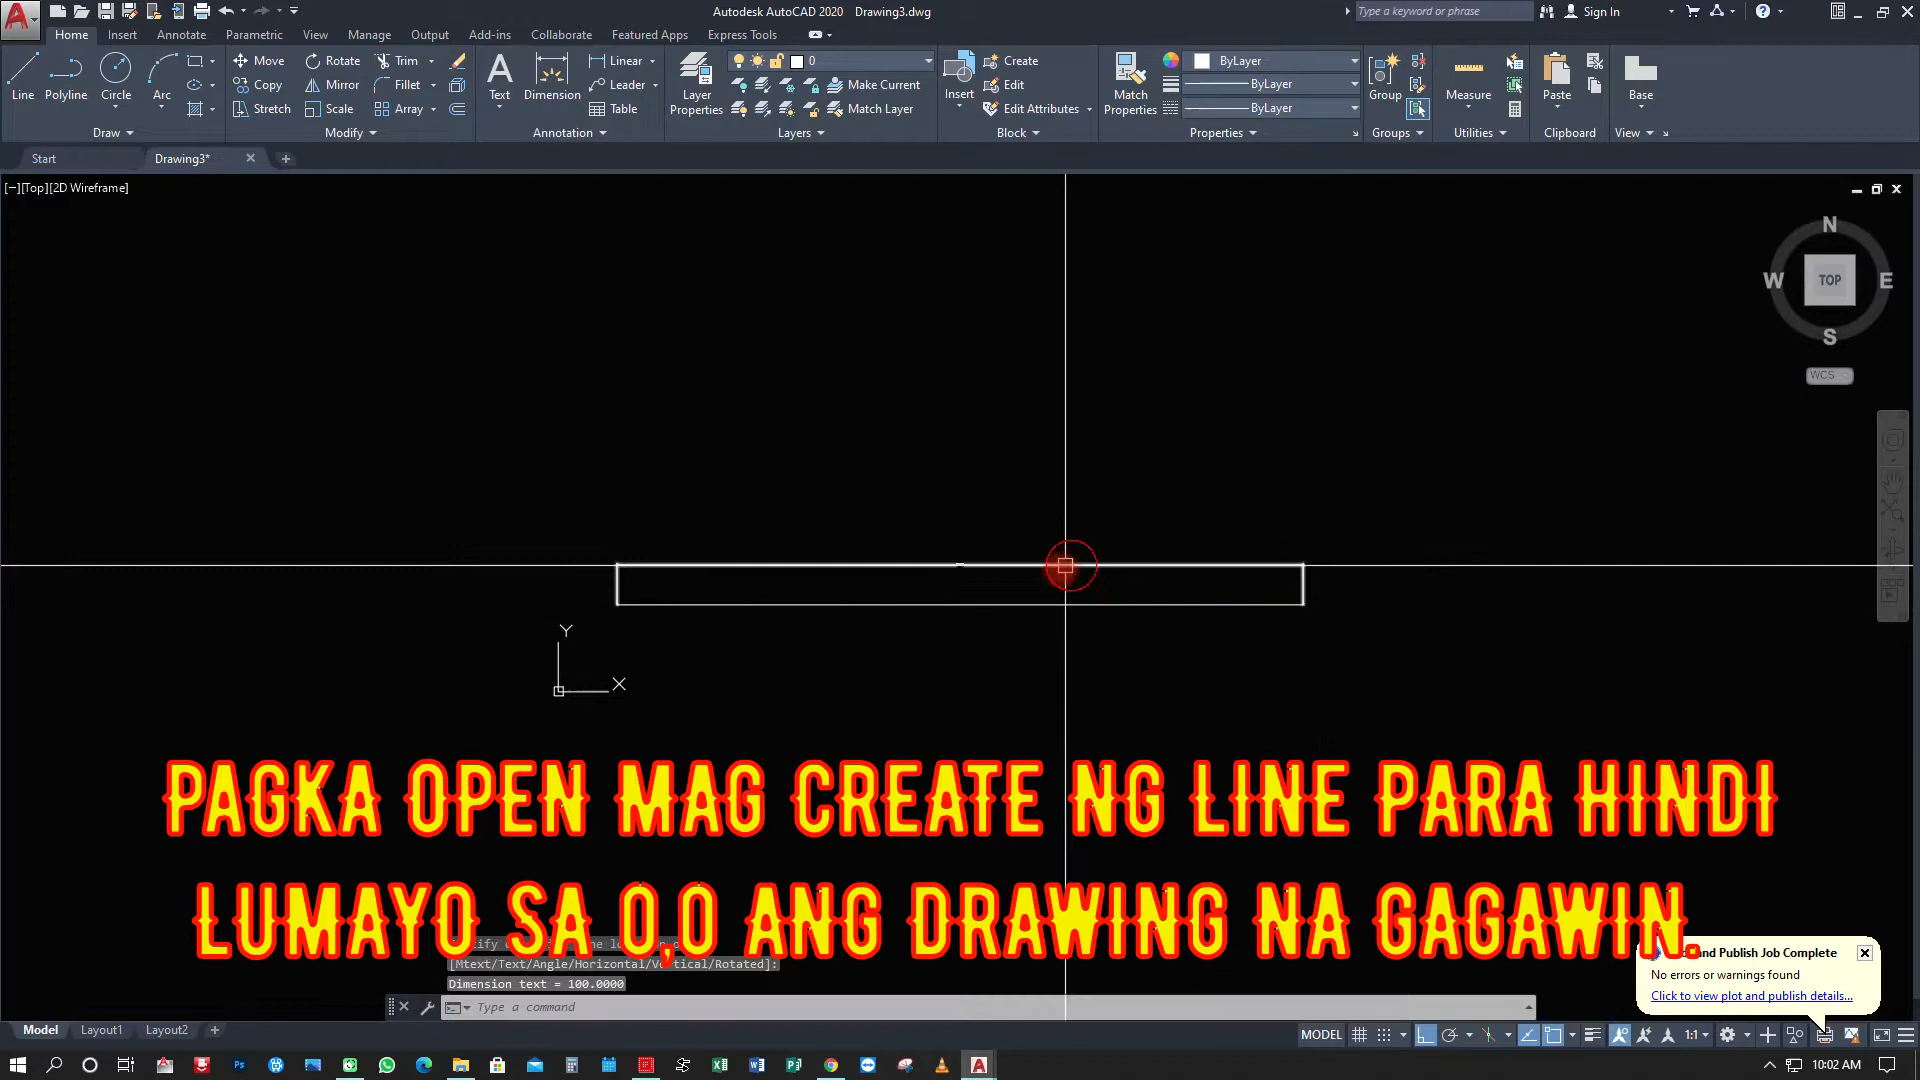 Autodesk AutoCAD 2020 Drawing3.dwg
Type a keyword or phrase
Sign In
Home Insert Annotate Parametric View Manage Output Add-ins Collaborate Featured Apps Express Tools
Line Polyline Circle Arc
Move Rotate Trim
Copy Mirror Fillet
Stretch Scale Array
Text Dimension
Linear
Leader
Table
Layer Properties
0
Make Current
Match Layer
Insert
Create
Edit
Edit Attributes
Match Properties
ByLayer
ByLayer
ByLayer
Group
Measure
Paste
Base
Draw Modify Annotation Layers Block Properties Groups Utilities Clipboard View
Start Drawing3*
[−][Top][2D Wireframe]
N
W TOP E
S
WCS
Y
X
PAGKA OPEN MAG CREATE NG LINE PARA HINDI
LUMAYO SA 0,0 ANG DRAWING NA GAGAWIN.
[Mtext/Text/Angle/Horizontal/Vertical/Rotated]:
Dimension text = 100.0000
Type a command
and Publish Job Complete
No errors or warnings found
Click to view plot and publish details...
Model Layout1 Layout2
MODEL
1:1
10:02 AM